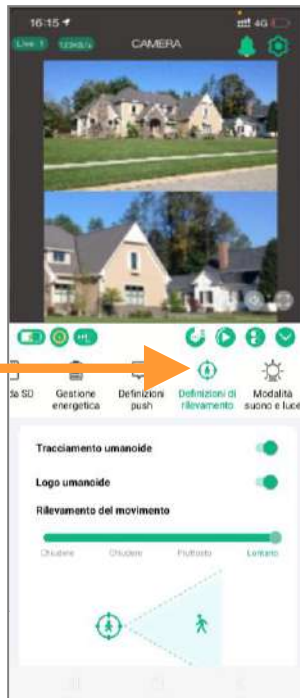 16:15
4G
Live 1
CAMERA
da SD
Gestione energetica
Definizioni push
Definizioni di rilevamento
Modalità suono e luce
Tracciamento umanoide
Logo umanoide
Rilevamento del movimento
Chiudere
Chiudere
Piuttosto
Lontano